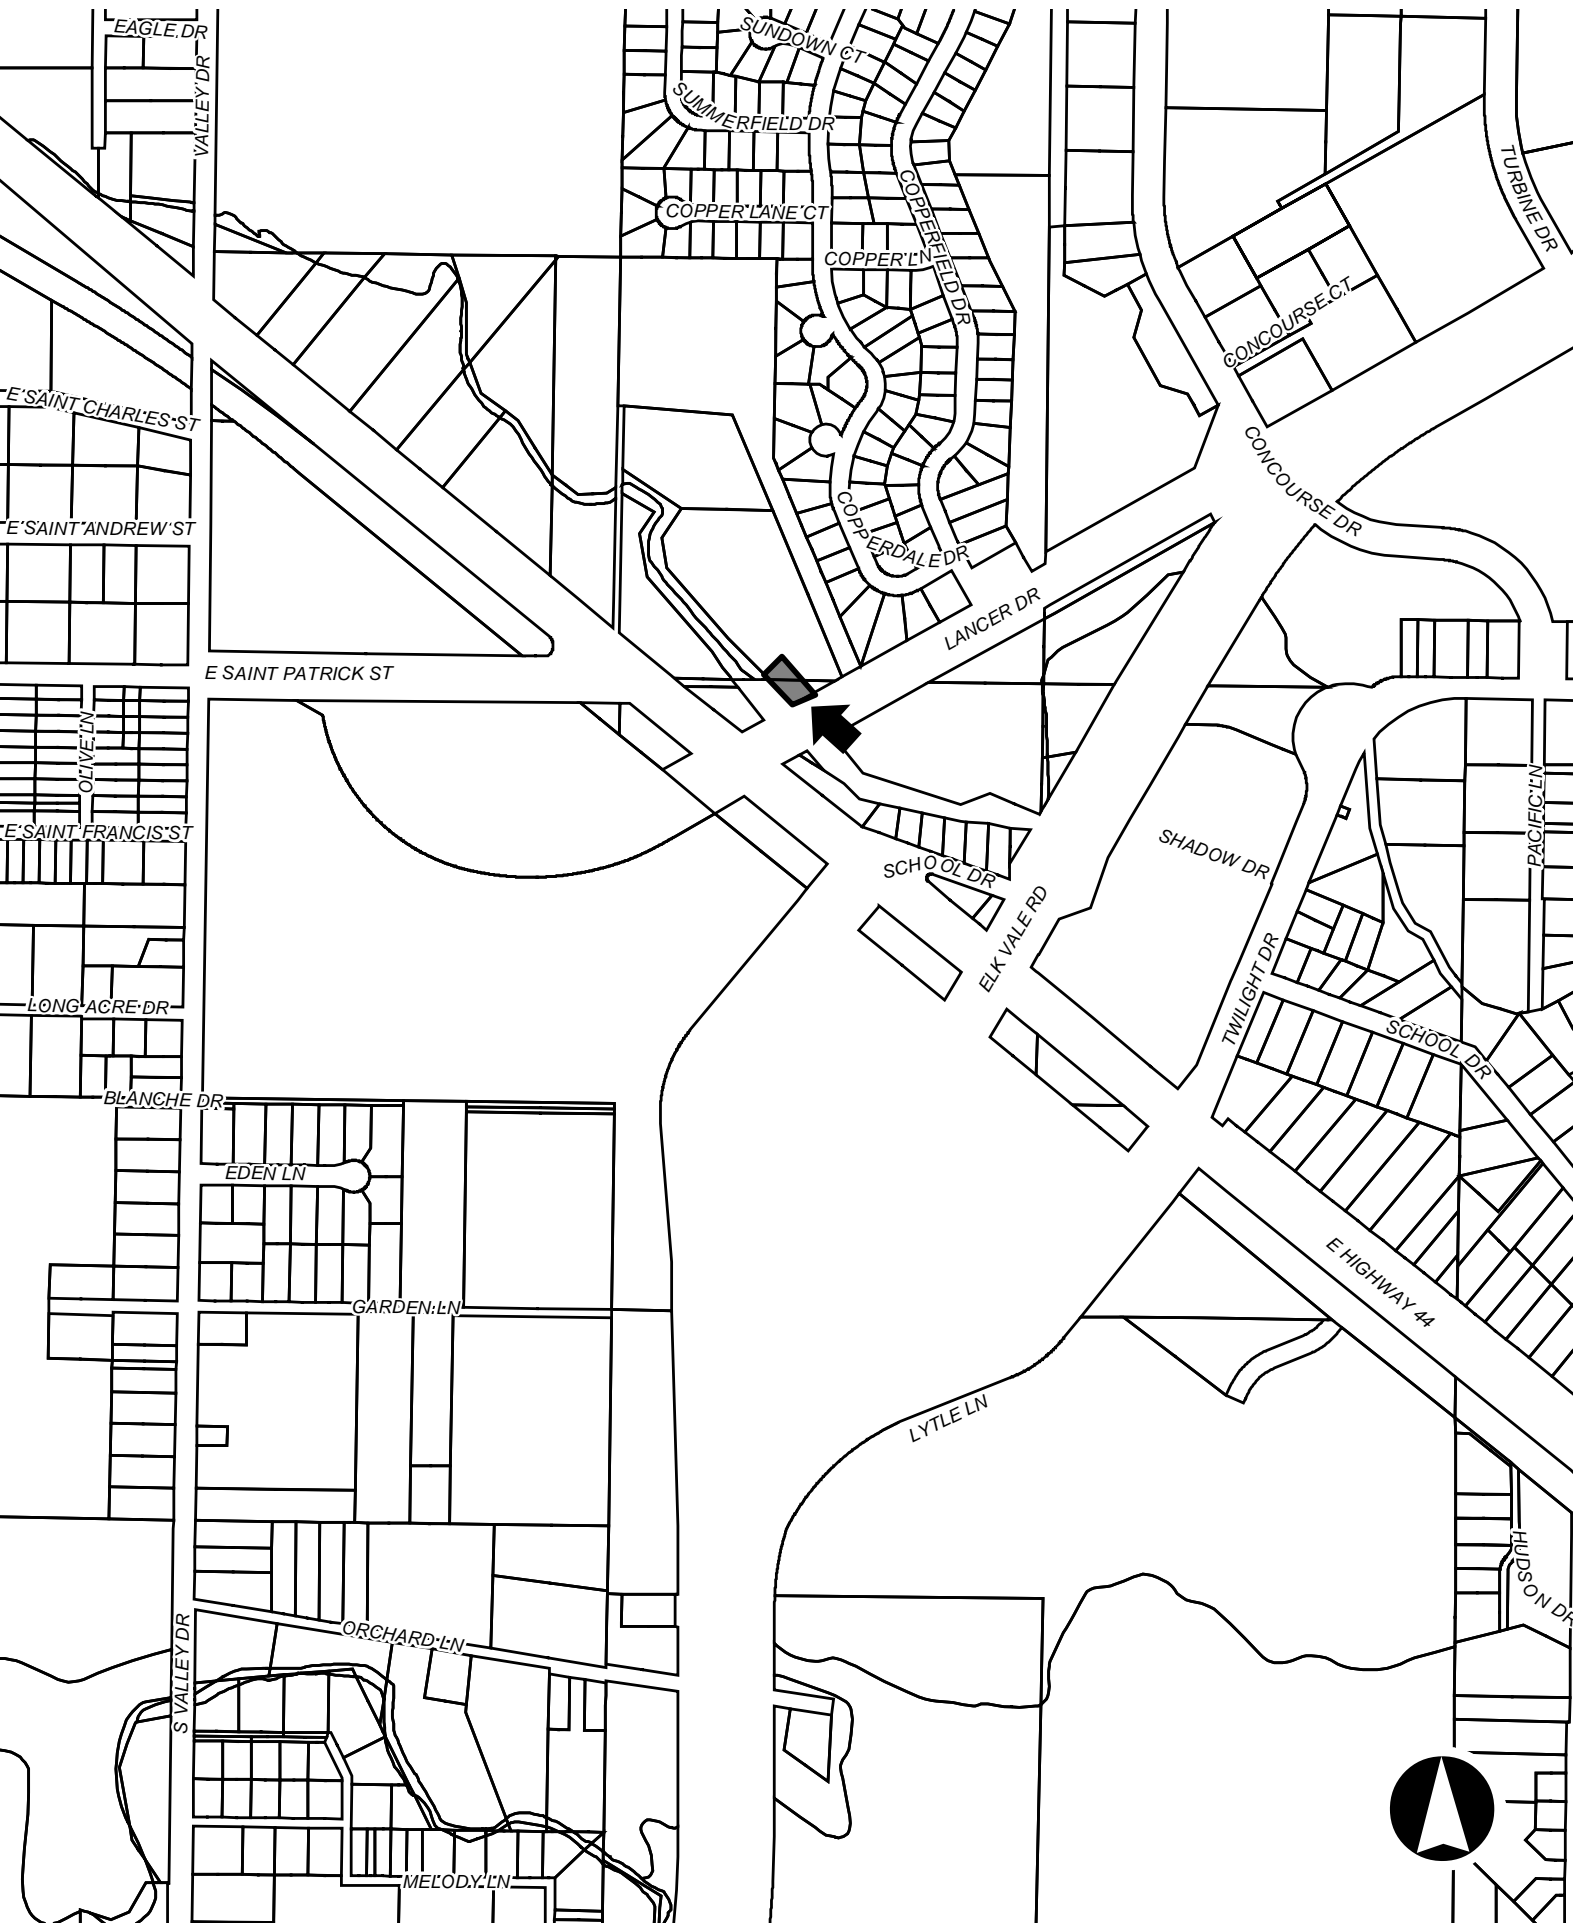 EAGLE DR
VALLEY DR
SUNDOWN CT
SUMMERFIELD DR
COPPER LANE CT
COPPER LN
COPPERFIELD DR
TURBINE DR
CONCOURSE CT
E SAINT CHARLES ST
CONCOURSE DR
E SAINT ANDREW ST
COPPERDALE DR
LANCER DR
E SAINT PATRICK ST
OLIVE LN
E SAINT FRANCIS ST
SCHOOL DR
SHADOW DR
PACIFIC LN
ELK VALE RD
TWILIGHT DR
LONG ACRE DR
SCHOOL DR
BLANCHE DR
EDEN LN
GARDEN LN
E HIGHWAY 44
LYTLE LN
HUDSON DR
ORCHARD LN
S VALLEY DR
MELODY LN